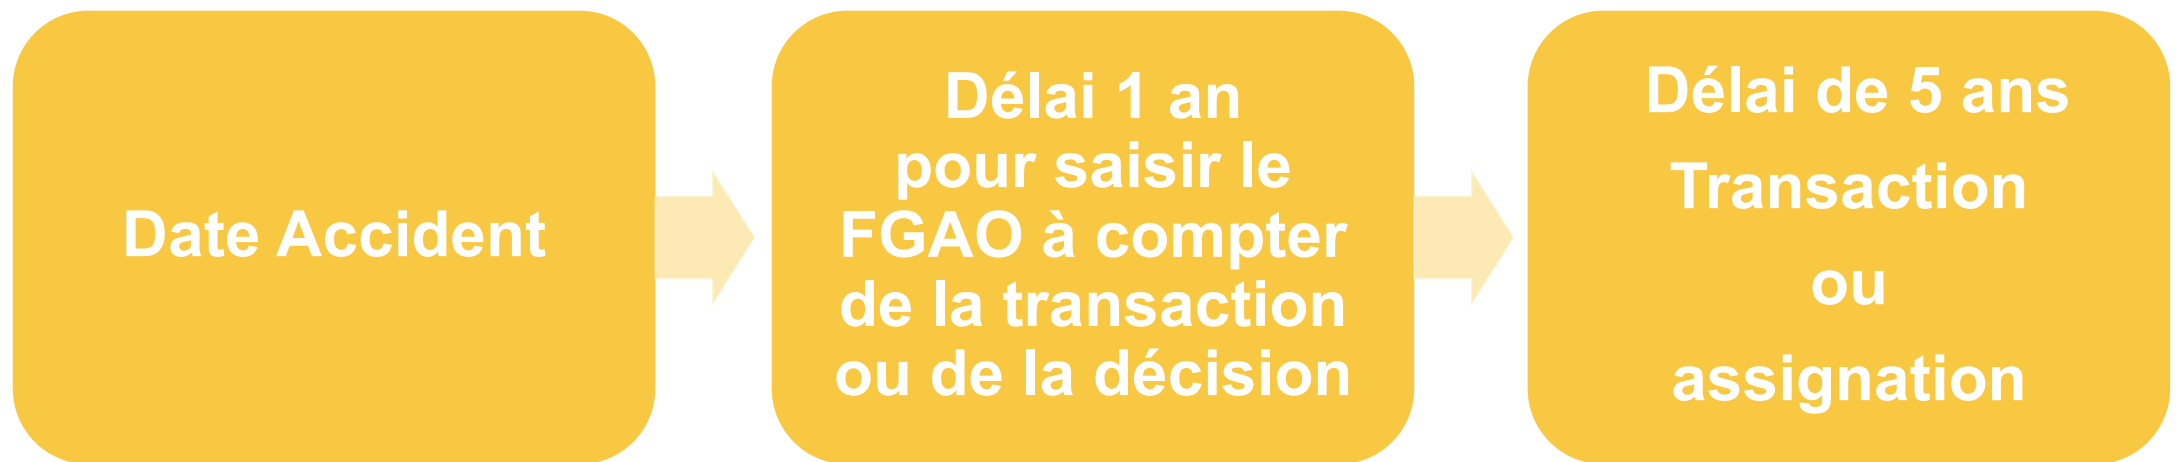 Date Accident
Délai 1 an
pour saisir le
FGAO à compter
de la transaction
ou de la décision
Délai de 5 ans
Transaction
ou
assignation